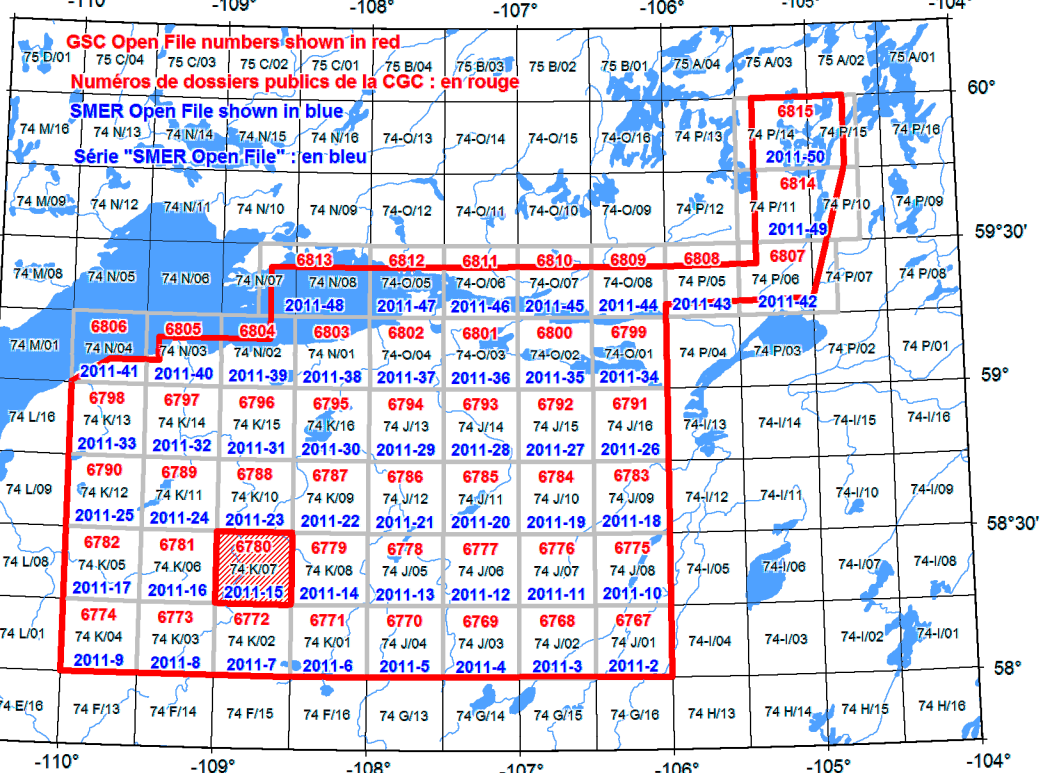 -110° -109° -108° -107° -106° -105° -104°
GSC Open File numbers shown in red
75 D/01 75 C/04 75 C/03 75 C/02 75 C/01 75 B/04 75 B/03 75 B/02 75 B/01 75 A/04 75 A/03 75 A/02 75 A/01
Numéros de dossiers publics de la CGC : en rouge
60°
SMER Open File shown in blue
6815
74 M/16 74 N/13 74 N/14 74 N/15 74 N/16 74-O/13 74-O/14 74-O/15 74-O/16 74 P/13 74 P/14 74 P/15 74 P/16
Série "SMER Open File" : en bleu
2011-50
6814
74 M/09 74 N/12 74 N/11 74 N/10 74 N/09 74-O/12 74-O/11 74-O/10 74-O/09 74 P/12 74 P/11 74 P/10 74 P/09
2011-49
59°30'
6813 6812 6811 6810 6809 6808 6807
74 M/08 74 N/05 74 N/06 74 N/07 74 N/08 74-O/05 74-O/06 74-O/07 74-O/08 74 P/05 74 P/06 74 P/07 74 P/08
2011-48 2011-47 2011-46 2011-45 2011-44 2011-43 2011-42
6806 6805 6804 6803 6802 6801 6800 6799
74 M/01 74 N/04 74 N/03 74 N/02 74 N/01 74-O/04 74-O/03 74-O/02 74-O/01 74 P/04 74 P/03 74 P/02 74 P/01
2011-41 2011-40 2011-39 2011-38 2011-37 2011-36 2011-35 2011-34
59°
6798 6797 6796 6795 6794 6793 6792 6791
74 L/16 74 K/13 74 K/14 74 K/15 74 K/16 74 J/13 74 J/14 74 J/15 74 J/16 74-I/13 74-I/14 74-I/15 74-I/16
2011-33 2011-32 2011-31 2011-30 2011-29 2011-28 2011-27 2011-26
6790 6789 6788 6787 6786 6785 6784 6783
74 L/09 74 K/12 74 K/11 74 K/10 74 K/09 74 J/12 74 J/11 74 J/10 74 J/09 74-I/12 74-I/11 74-I/10 74-I/09
2011-25 2011-24 2011-23 2011-22 2011-21 2011-20 2011-19 2011-18
58°30'
6782 6781 6780 6779 6778 6777 6776 6775
74 L/08 74 K/05 74 K/06 74 K/07 74 K/08 74 J/05 74 J/06 74 J/07 74 J/08 74-I/05 74-I/06 74-I/07 74-I/08
2011-17 2011-16 2011-15 2011-14 2011-13 2011-12 2011-11 2011-10
6774 6773 6772 6771 6770 6769 6768 6767
74 L/01 74 K/04 74 K/03 74 K/02 74 K/01 74 J/04 74 J/03 74 J/02 74 J/01 74-I/04 74-I/03 74-I/02 74-I/01
2011-9 2011-8 2011-7 2011-6 2011-5 2011-4 2011-3 2011-2
58°
74 E/16 74 F/13 74 F/14 74 F/15 74 F/16 74 G/13 74 G/14 74 G/15 74 G/16 74 H/13 74 H/14 74 H/15 74 H/16
-110° -109° -108° -107° -106° -105° -104°